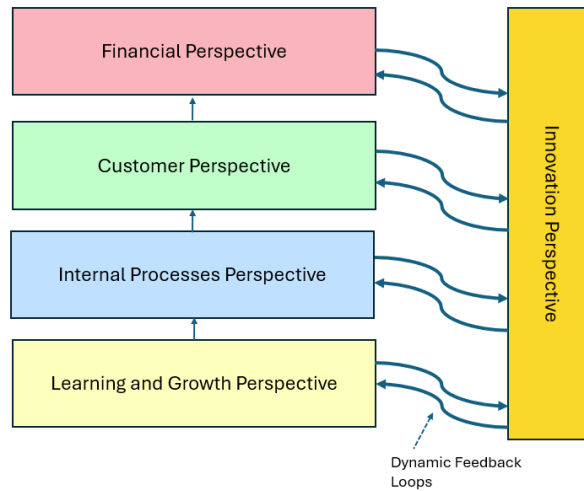 Financial Perspective
Customer Perspective
Internal Processes Perspective
Learning and Growth Perspective
Innovation Perspective
Dynamic Feedback
Loops